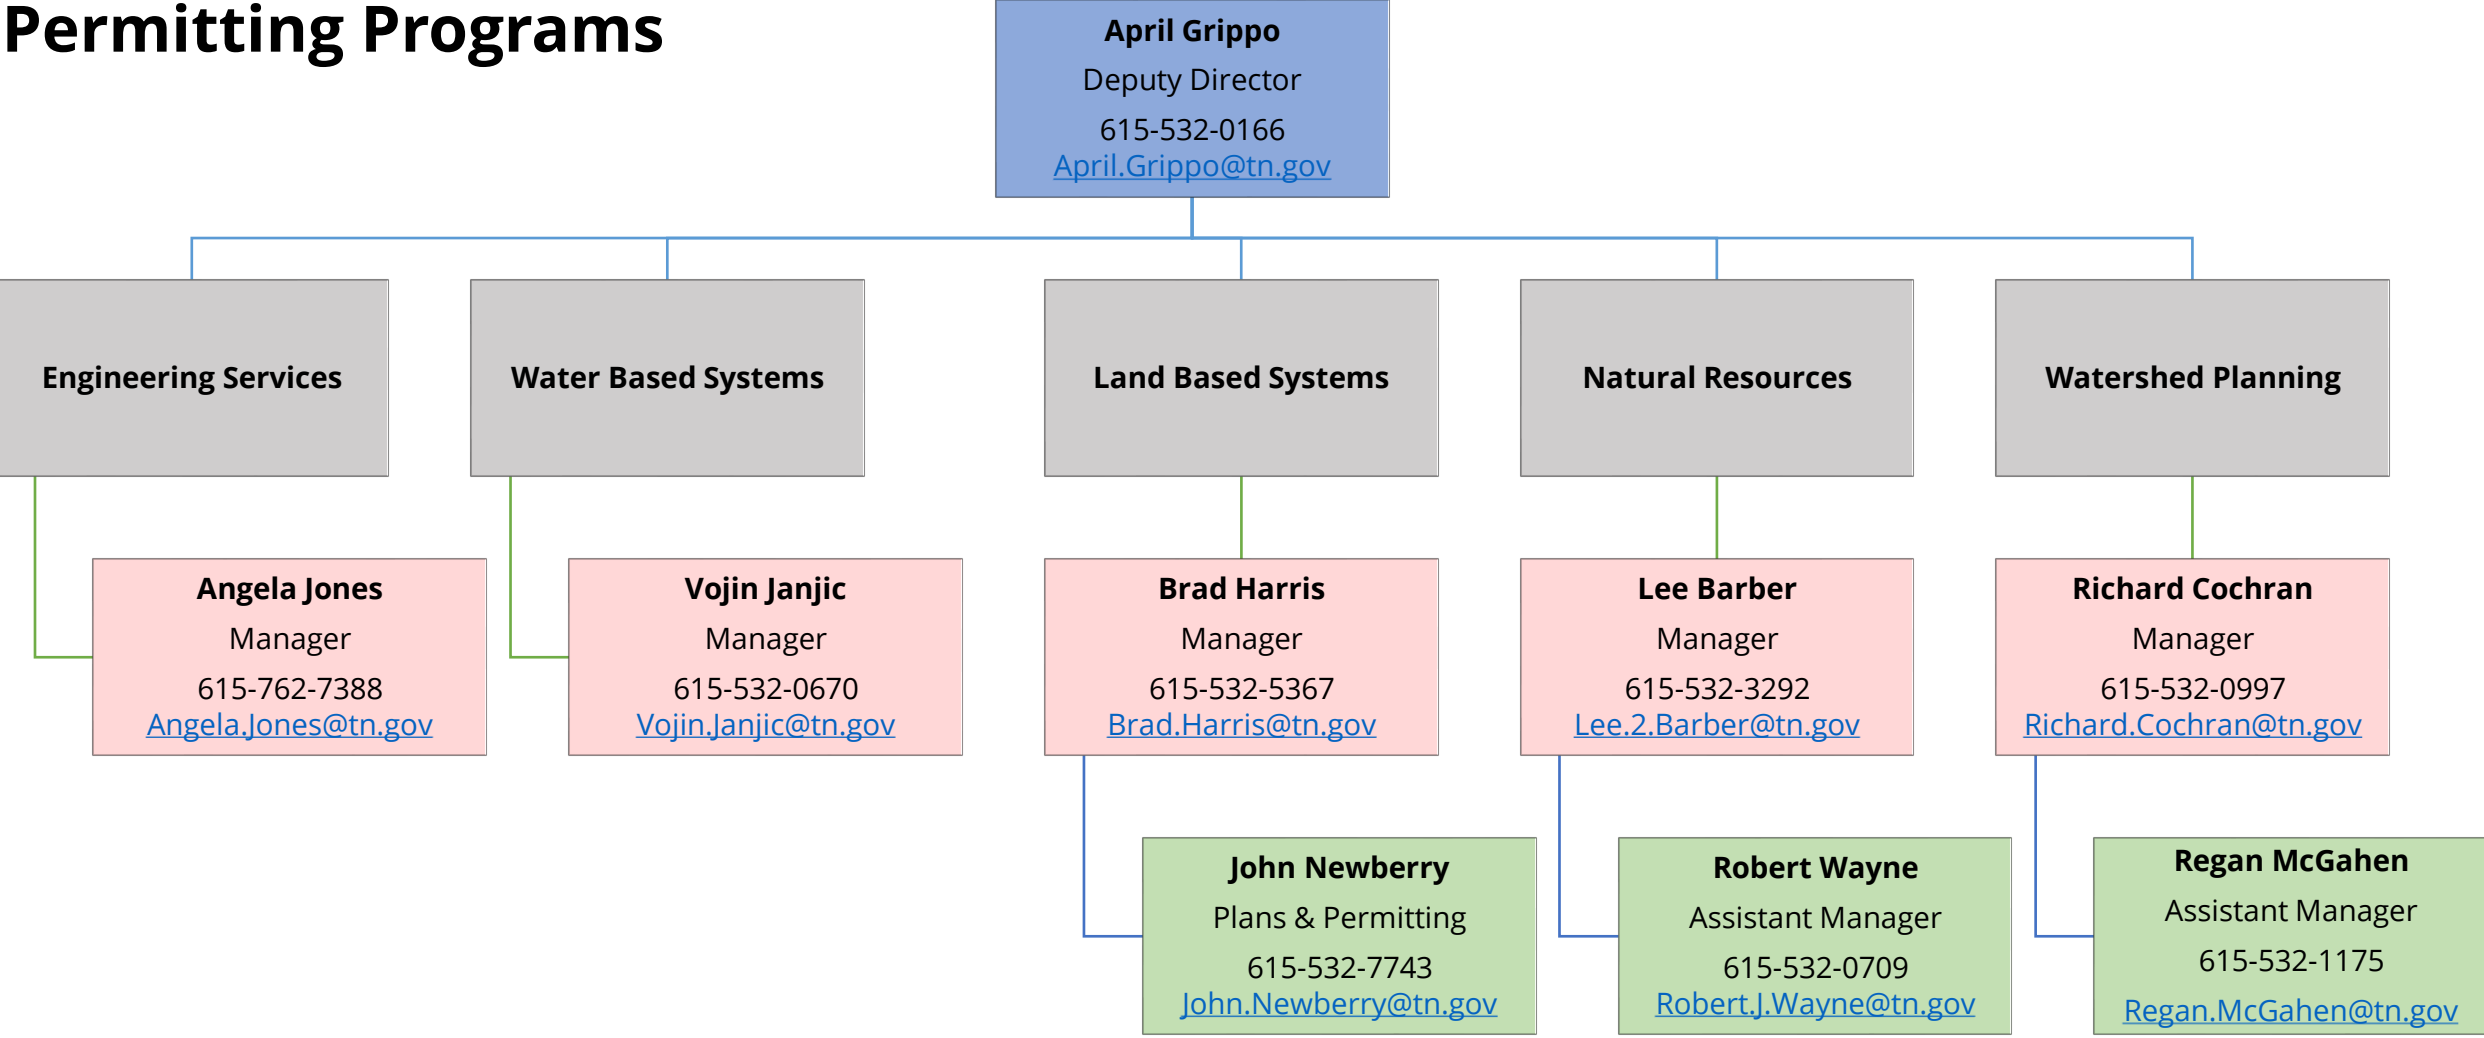 Permitting Programs
April Grippo
Deputy Director
615-532-0166
April.Grippo@tn.gov
Engineering Services
Water Based Systems
Land Based Systems
Natural Resources
Watershed Planning
Angela Jones
Manager
615-762-7388
Angela.Jones@tn.gov
Vojin Janjic
Manager
615-532-0670
Vojin.Janjic@tn.gov
Brad Harris
Manager
615-532-5367
Brad.Harris@tn.gov
Lee Barber
Manager
615-532-3292
Lee.2.Barber@tn.gov
Richard Cochran
Manager
615-532-0997
Richard.Cochran@tn.gov
John Newberry
Plans & Permitting
615-532-7743
John.Newberry@tn.gov
Robert Wayne
Assistant Manager
615-532-0709
Robert.J.Wayne@tn.gov
Regan McGahen
Assistant Manager
615-532-1175
Regan.McGahen@tn.gov